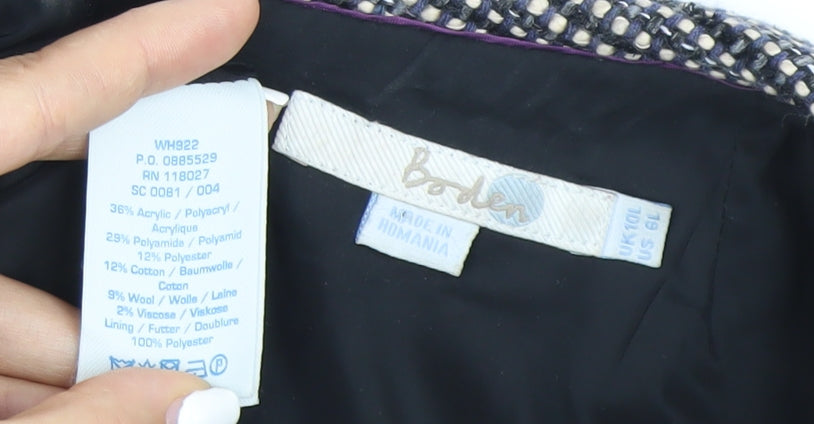 WH922
P.O. 0885529
RN 118027
SC 0081 / 004
36% Acrylic / Polyacryl /
Acrylique
29% Polyamide / Polyamid
12% Polyester
12% Cotton / Baumwolle /
Coton
9% Wool / Wolle / Laine
2% Viscose / Viskose
Lining / Futter / Doublure
100% Polyester
P
Boden
MADE IN
ROMANIA
UK 10L
US 6L